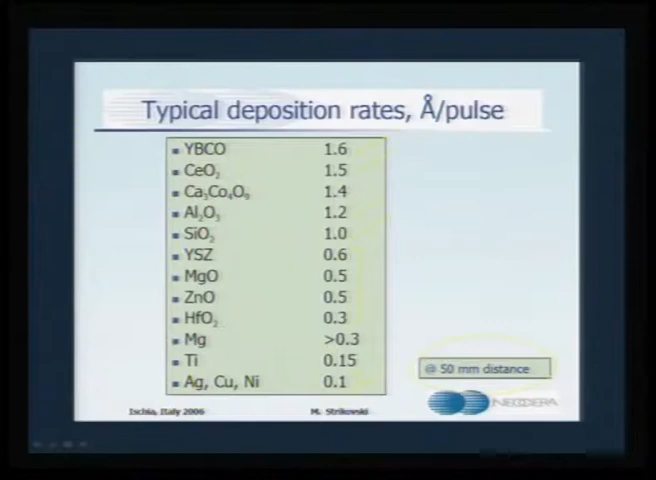 Typical deposition rates, Å/pulse
▪ YBCO 1.6
▪ CeO₂ 1.5
▪ Ca₃Co₄O₉ 1.4
▪ Al₂O₃ 1.2
▪ SiO₂ 1.0
▪ YSZ 0.6
▪ MgO 0.5
▪ ZnO 0.5
▪ HfO₂ 0.3
▪ Mg >0.3
▪ Ti 0.15
▪ Ag, Cu, Ni 0.1
@ 50 mm distance
NEOCERA
Ischia, Italy 2006 M. Strikovski